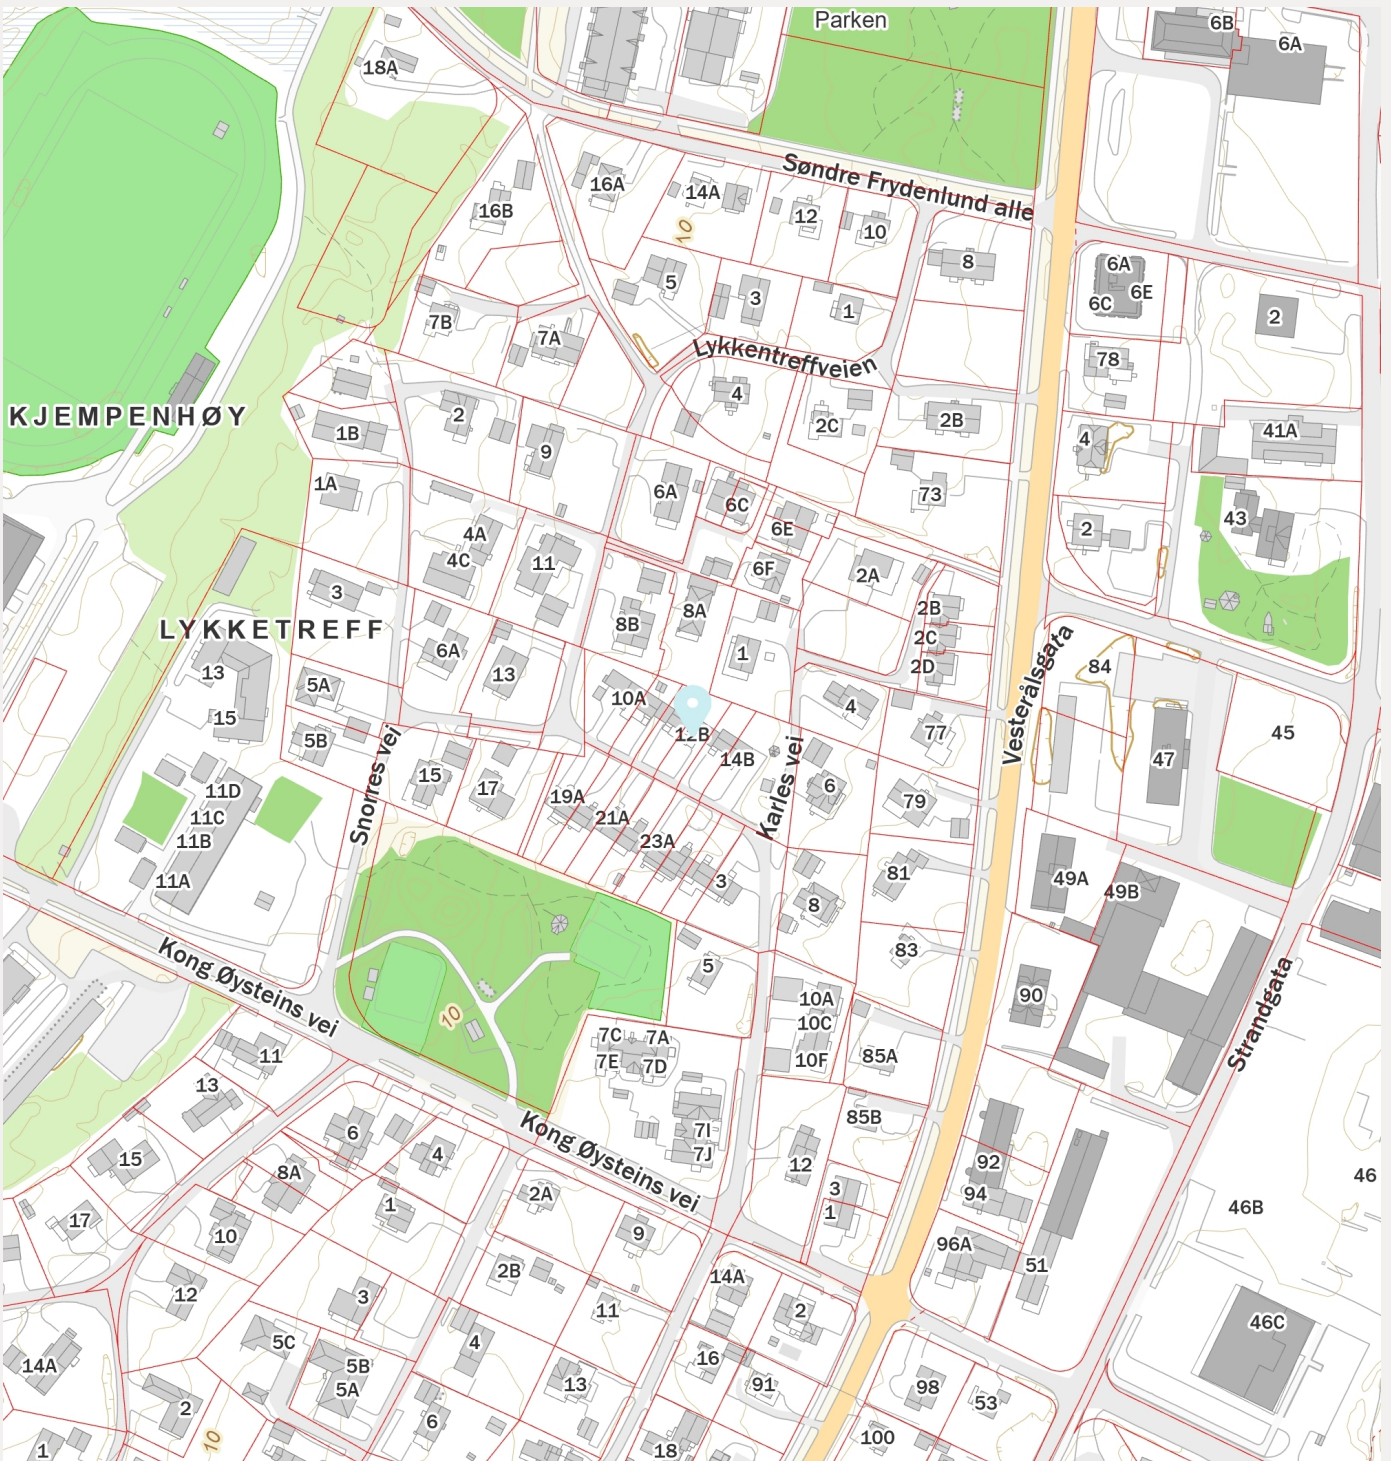 Parken
6B
6A
18A
Søndre Frydenlund alle
16A
14A
16B
12
10
10
8
6A
6E
6C
5
3
1
2
7B
7A
Lykkentreffveien
78
4
KJEMPENHØY
2
2C
2B
4
41A
1B
9
1A
6A
6C
73
43
4A
6E
2
4C
11
6F
2A
3
8A
2B
LYKKETREFF
8B
2C
6A
1
2D
13
13
84
5A
10A
4
Vesterålsgata
15
12B
77
45
5B
14B
47
Snorres vei
15
17
Karles vei
6
11D
19A
79
11C
21A
11B
23A
11A
3
81
49A
49B
8
83
Kong Øysteins vei
5
90
10A
10
10C
Strandgata
7C
7A
11
7E
7D
10F
85A
13
85B
6
7I
Kong Øysteins vei
4
7J
15
8A
12
92
46
2A
3
94
17
1
1
46B
10
9
96A
2B
14A
51
12
3
11
2
46C
5C
4
14A
5B
16
5A
13
91
98
53
2
6
10
1
18
100